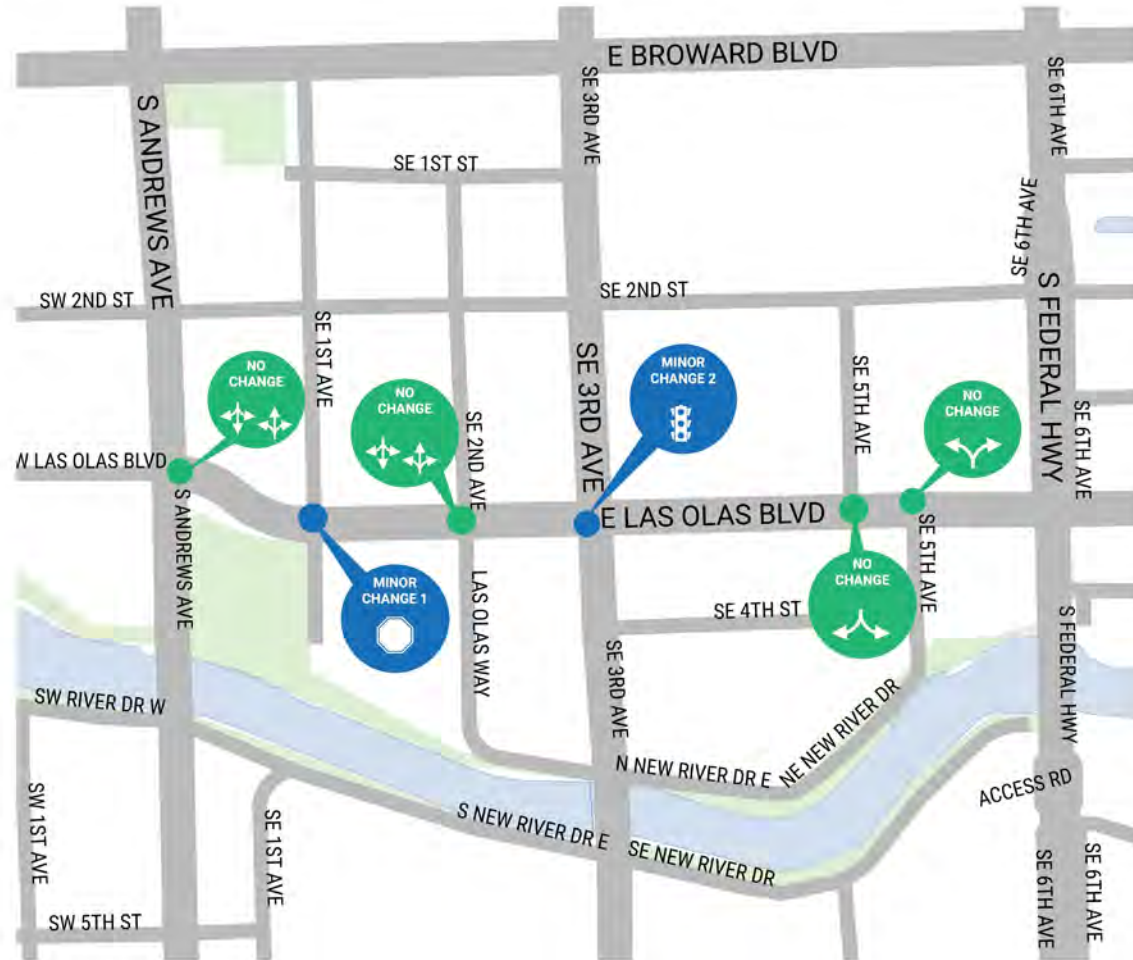 E BROWARD BLVD
S ANDREWS AVE
SE 3RD AVE
SE 6TH AVE
SE 1ST ST
SE 6TH AVE
SW 2ND ST
SE 2ND ST
S FEDERAL HWY
SE 1ST AVE
NO
CHANGE
NO
CHANGE
SE 2ND AVE
SE 3RD AVE
MINOR
CHANGE 2
SE 5TH AVE
NO
CHANGE
SE 6TH AVE
W LAS OLAS BLVD
S ANDREWS AVE
E LAS OLAS BLVD
SE 5TH AVE
MINOR
CHANGE 1
LAS OLAS WAY
NO
CHANGE
SE 4TH ST
S FEDERAL HWY
SE 3RD AVE
SW RIVER DR W
N NEW RIVER DR E
NE NEW RIVER DR
ACCESS RD
SW 1ST AVE
SE 1ST AVE
S NEW RIVER DR E
SE NEW RIVER DR
SE 6TH AVE
SE 6TH AVE
SW 5TH ST